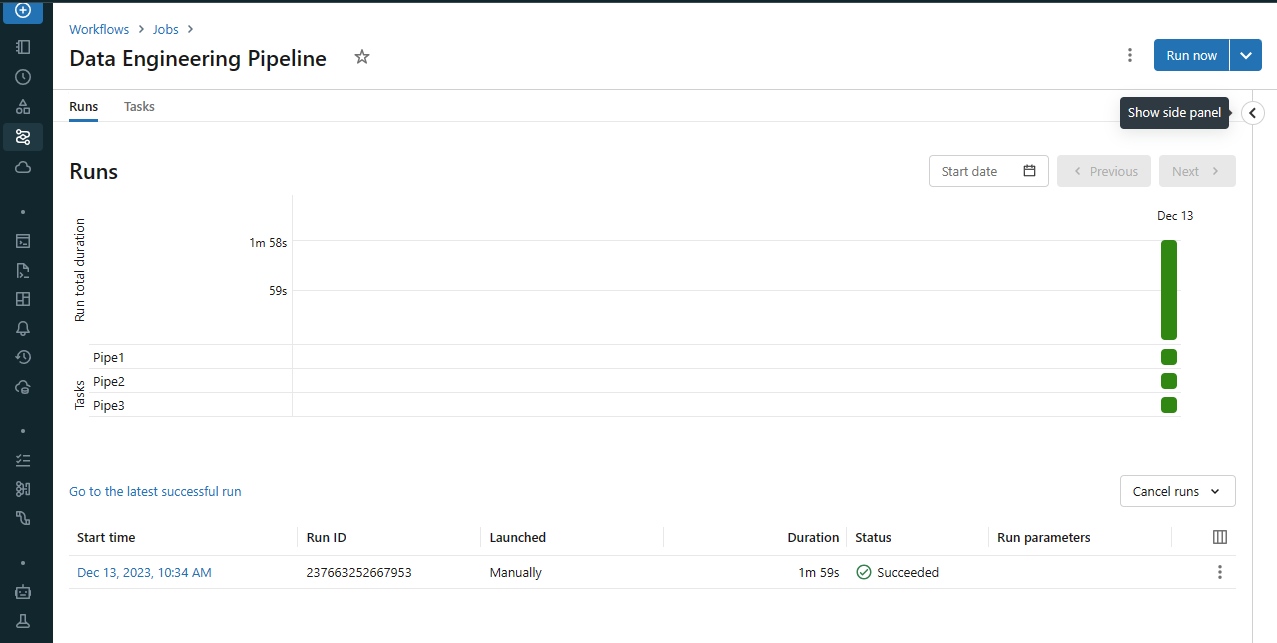 Workflows > Jobs >
Data Engineering Pipeline
Run now
Runs Tasks
Show side panel
Runs
Start date
Previous
Next
Dec 13
Run total duration
1m 58s
59s
Tasks
Pipe1
Pipe2
Pipe3
Go to the latest successful run
Cancel runs
Start time Run ID Launched Duration Status Run parameters
Dec 13, 2023, 10:34 AM 237663252667953 Manually 1m 59s Succeeded